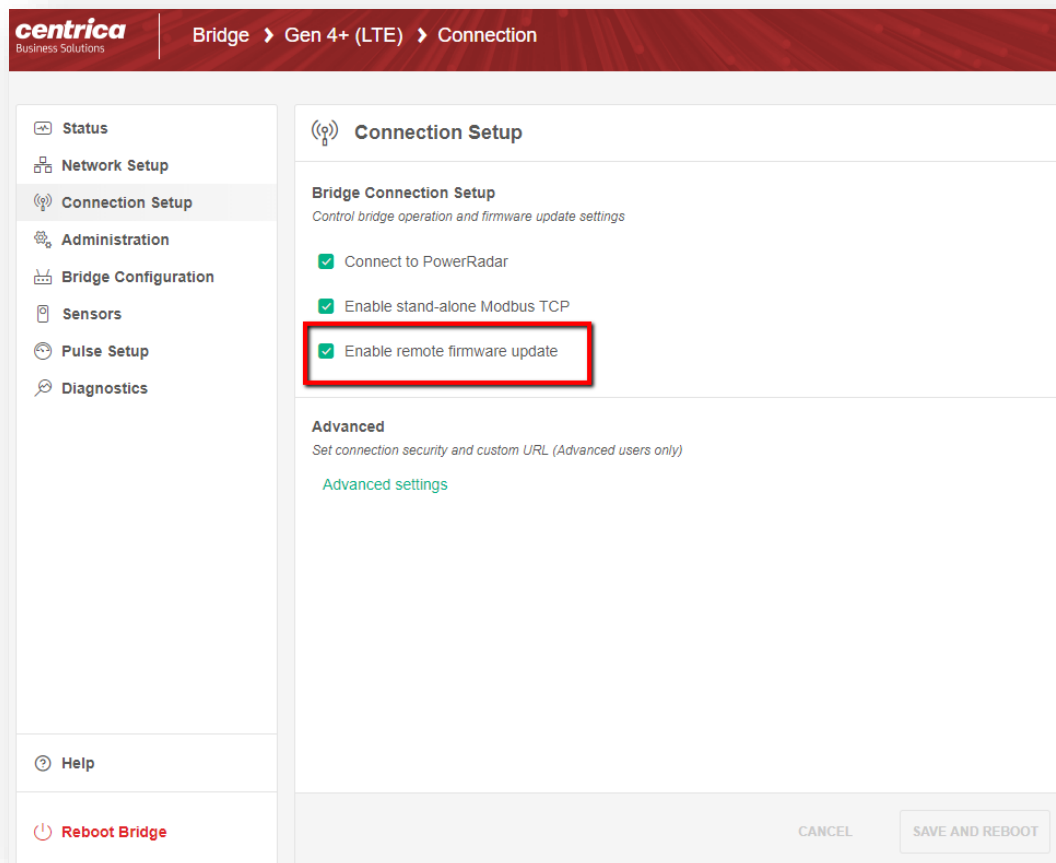 centrica
Business Solutions
Bridge > Gen 4+ (LTE) > Connection
Status
Network Setup
Connection Setup
Administration
Bridge Configuration
Sensors
Pulse Setup
Diagnostics
Help
Reboot Bridge
Connection Setup
Bridge Connection Setup
Control bridge operation and firmware update settings
Connect to PowerRadar
Enable stand-alone Modbus TCP
Enable remote firmware update
Advanced
Set connection security and custom URL (Advanced users only)
Advanced settings
CANCEL
SAVE AND REBOOT